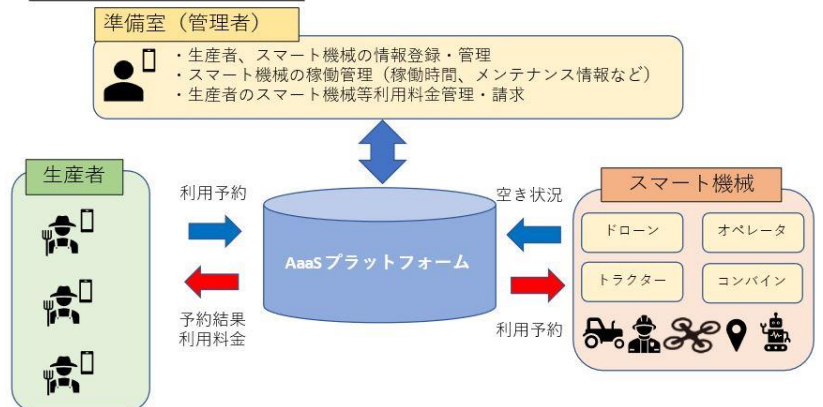 準備室（管理者）
・生産者、スマート機械の情報登録・管理
・スマート機械の稼働管理（稼働時間、メンテナンス情報など）
・生産者のスマート機械等利用料金管理・請求
生産者
利用予約
予約結果
利用料金
AaaSプラットフォーム
空き状況
利用予約
スマート機械
ドローン
オペレータ
トラクター
コンバイン